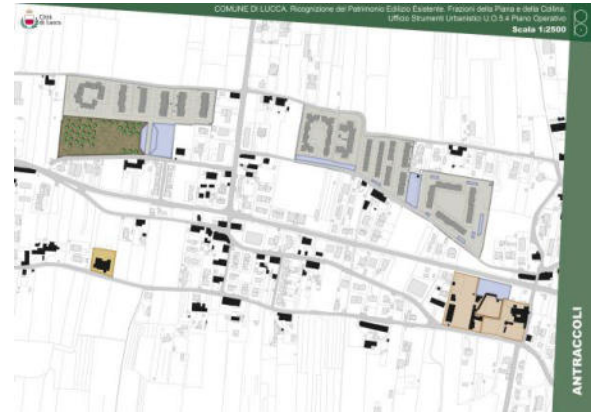 COMUNE DI LUCCA. Ricognizione del Patrimonio Edilizio Esistente. Frazioni della Piana e della Collina.
Ufficio Strumenti Urbanistici U.O.5.4 Piano Operativo
Scala 1:2500
Città
di Lucca
ANTRACCOLI